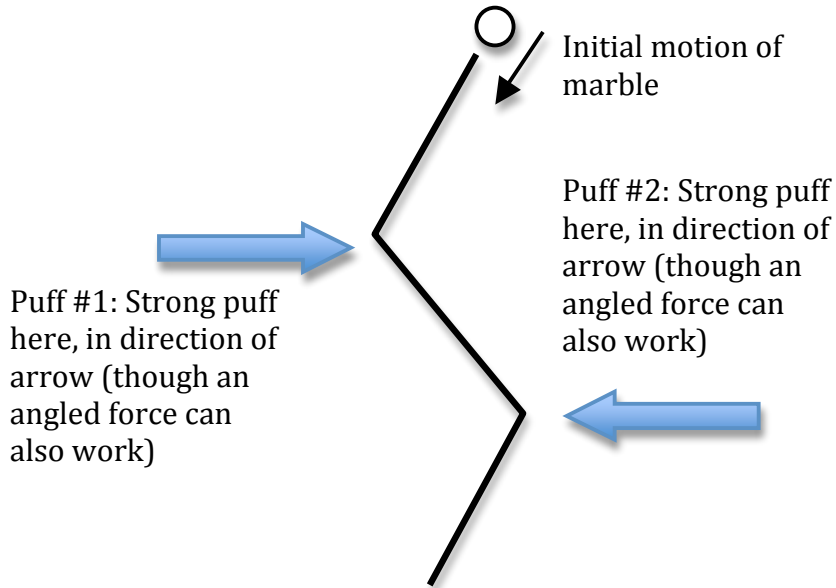 Initial motion of
marble
Puff #2: Strong puff
here, in direction of
arrow (though an
angled force can
also work)
Puff #1: Strong puff
here, in direction of
arrow (though an
angled force can
also work)